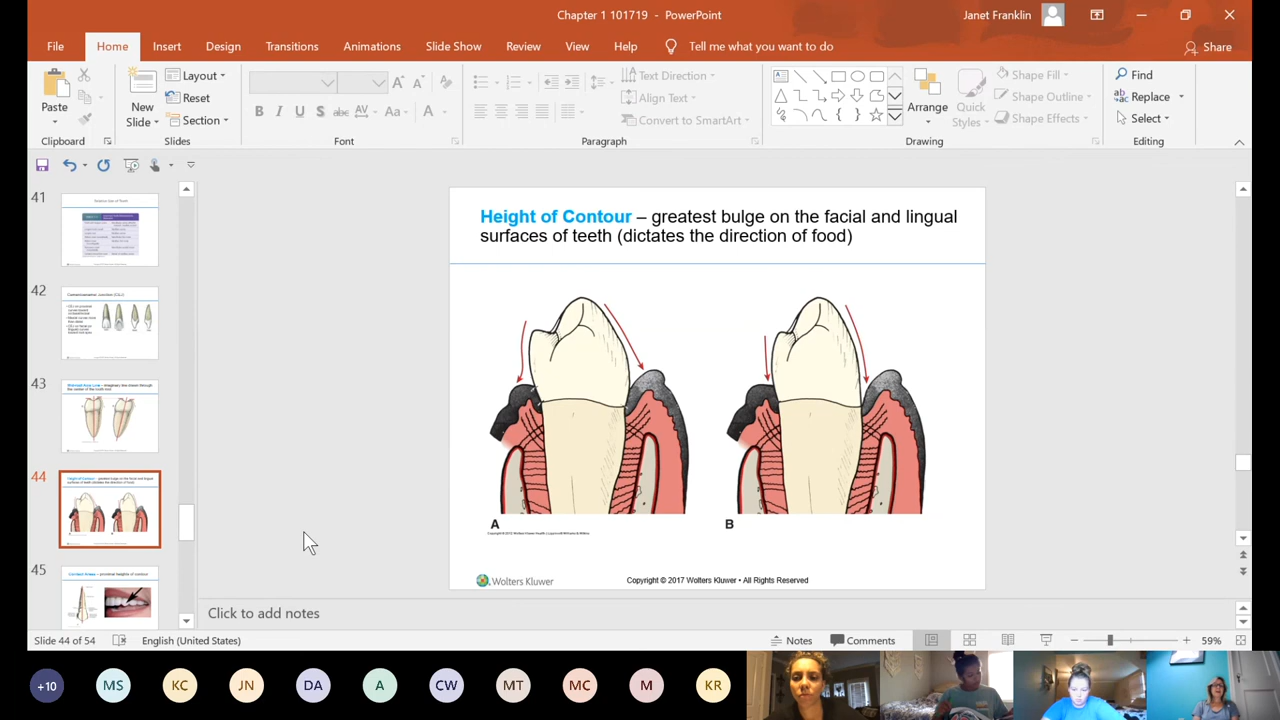 Chapter 1 101719 - PowerPoint
Janet Franklin
File Home Insert Design Transitions Animations Slide Show Review View Help Tell me what you want to do Share
Paste
Clipboard
New Slide
Layout
Reset
Section
Slides
B I U S abc AV Aa A
Font
Text Direction
Align Text
Convert to SmartArt
Paragraph
Arrange
Quick Styles
Shape Fill
Shape Outline
Shape Effects
Drawing
Find
Replace
Select
Editing
41
42
43
44
45
Height of Contour – greatest bulge on the facial and lingual
surfaces of teeth (dictates the direction of food)
A
B
Wolters Kluwer
Copyright © 2017 Wolters Kluwer • All Rights Reserved
Click to add notes
Slide 44 of 54
English (United States)
Notes
Comments
59%
+10 MS KC JN DA A CW MT MC M KR